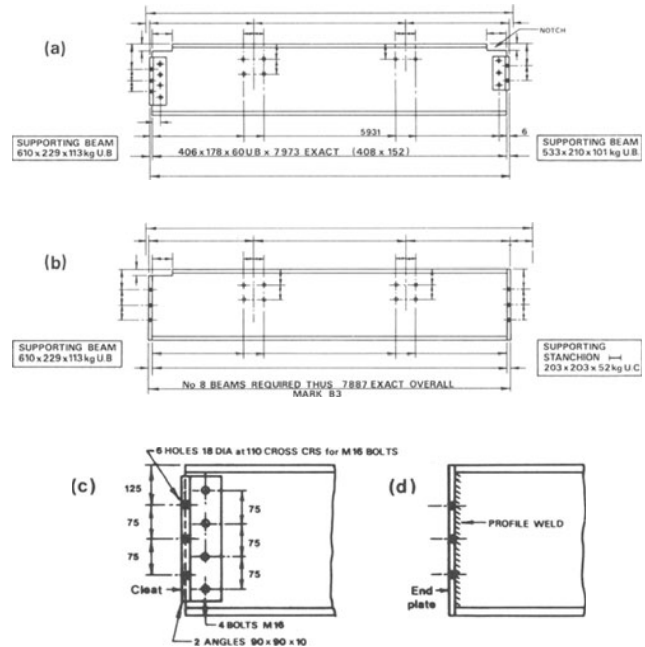 (a)
NOTCH
5931
6
SUPPORTING BEAM
610 x 229 x 113 kg U.B
406 x 178 x 60 U B x 7973 EXACT (408 x 152)
SUPPORTING BEAM
533 x 210 x 101 kg U.B.
(b)
SUPPORTING BEAM
610 x 229 x 113 kg U.B
SUPPORTING
STANCHION
203 x 203 x 52 kg U.C
No 8 BEAMS REQUIRED THUS 7887 EXACT OVERALL
MARK B3
6 HOLES 18 DIA at 110 CROSS CRS for M16 BOLTS
(c)
(d)
125
75
75
75
75
75
Cleat
4 BOLTS M16
2 ANGLES 90 x 90 x 10
PROFILE WELD
End
plate